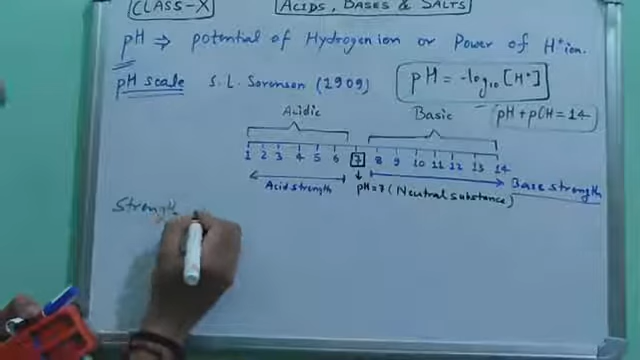 CLASS-X
ACIDS, BASES & SALTS
pH ⇒ potential of Hydrogen ion or Power of H⁺ ion.
pH scale S. L. Sorenson (1909) pH = -log₁₀[H⁺]
pH + pOH = 14
Acidic Basic
1 2 3 4 5 6 7 8 9 10 11 12 13 14
Acid strength pH=7 (Neutral substance) Base strength
Strength